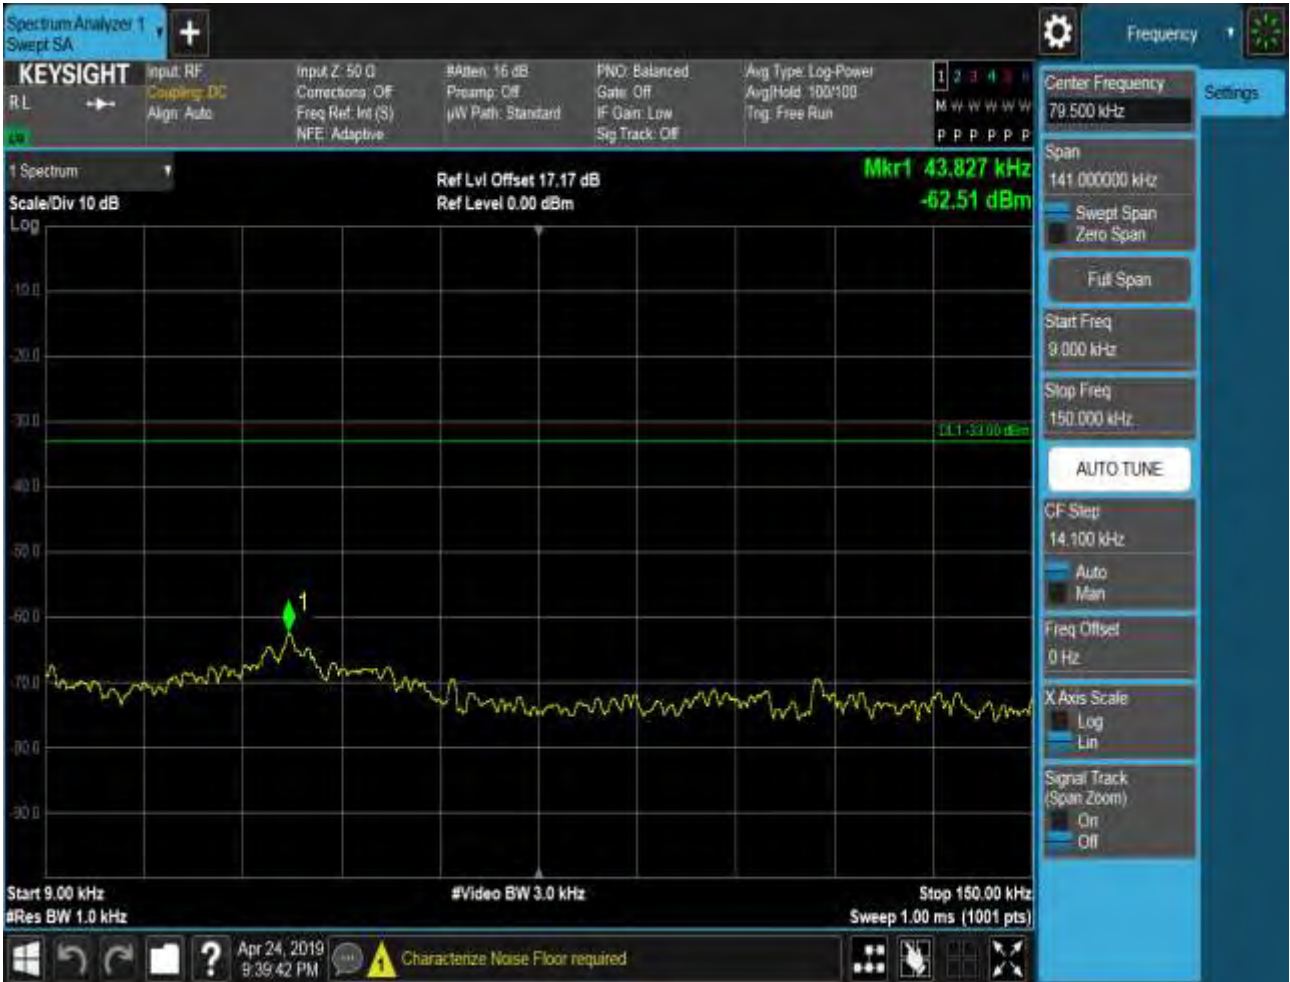 Spectrum Analyzer 1
Swept SA
Frequency
KEYSIGHT
RL
Input: RF
Coupling: DC
Align: Auto
Input Z: 50 Ω
Corrections: Off
Freq Ref: Int (S)
NFE: Adaptive
#Atten: 16 dB
Preamp: Off
µW Path: Standard
PNO: Balanced
Gate: Off
IF Gain: Low
Sig Track: Off
Avg Type: Log-Power
Avg|Hold: 100/100
Trig: Free Run
1 2 3 4 5 6
M W W W W W
P P P P P P
1 Spectrum
Scale/Div 10 dB
Log
Ref Lvl Offset 17.17 dB
Ref Level 0.00 dBm
Mkr1 43.827 kHz
-62.51 dBm
-10.0
-20.0
-30.0
DL1 -33.00 dBm
-40.0
-50.0
1
-60.0
-70.0
-80.0
-90.0
Start 9.00 kHz
#Video BW 3.0 kHz
Stop 150.00 kHz
#Res BW 1.0 kHz
Sweep 1.00 ms (1001 pts)
Center Frequency
79.500 kHz
Settings
Span
141.000000 kHz
Swept Span
Zero Span
Full Span
Start Freq
9.000 kHz
Stop Freq
150.000 kHz
AUTO TUNE
CF Step
14.100 kHz
Auto
Man
Freq Offset
0 Hz
X Axis Scale
Log
Lin
Signal Track
(Span Zoom)
On
Off
?
Apr 24, 2019
9:39:42 PM
1
Characterize Noise Floor required